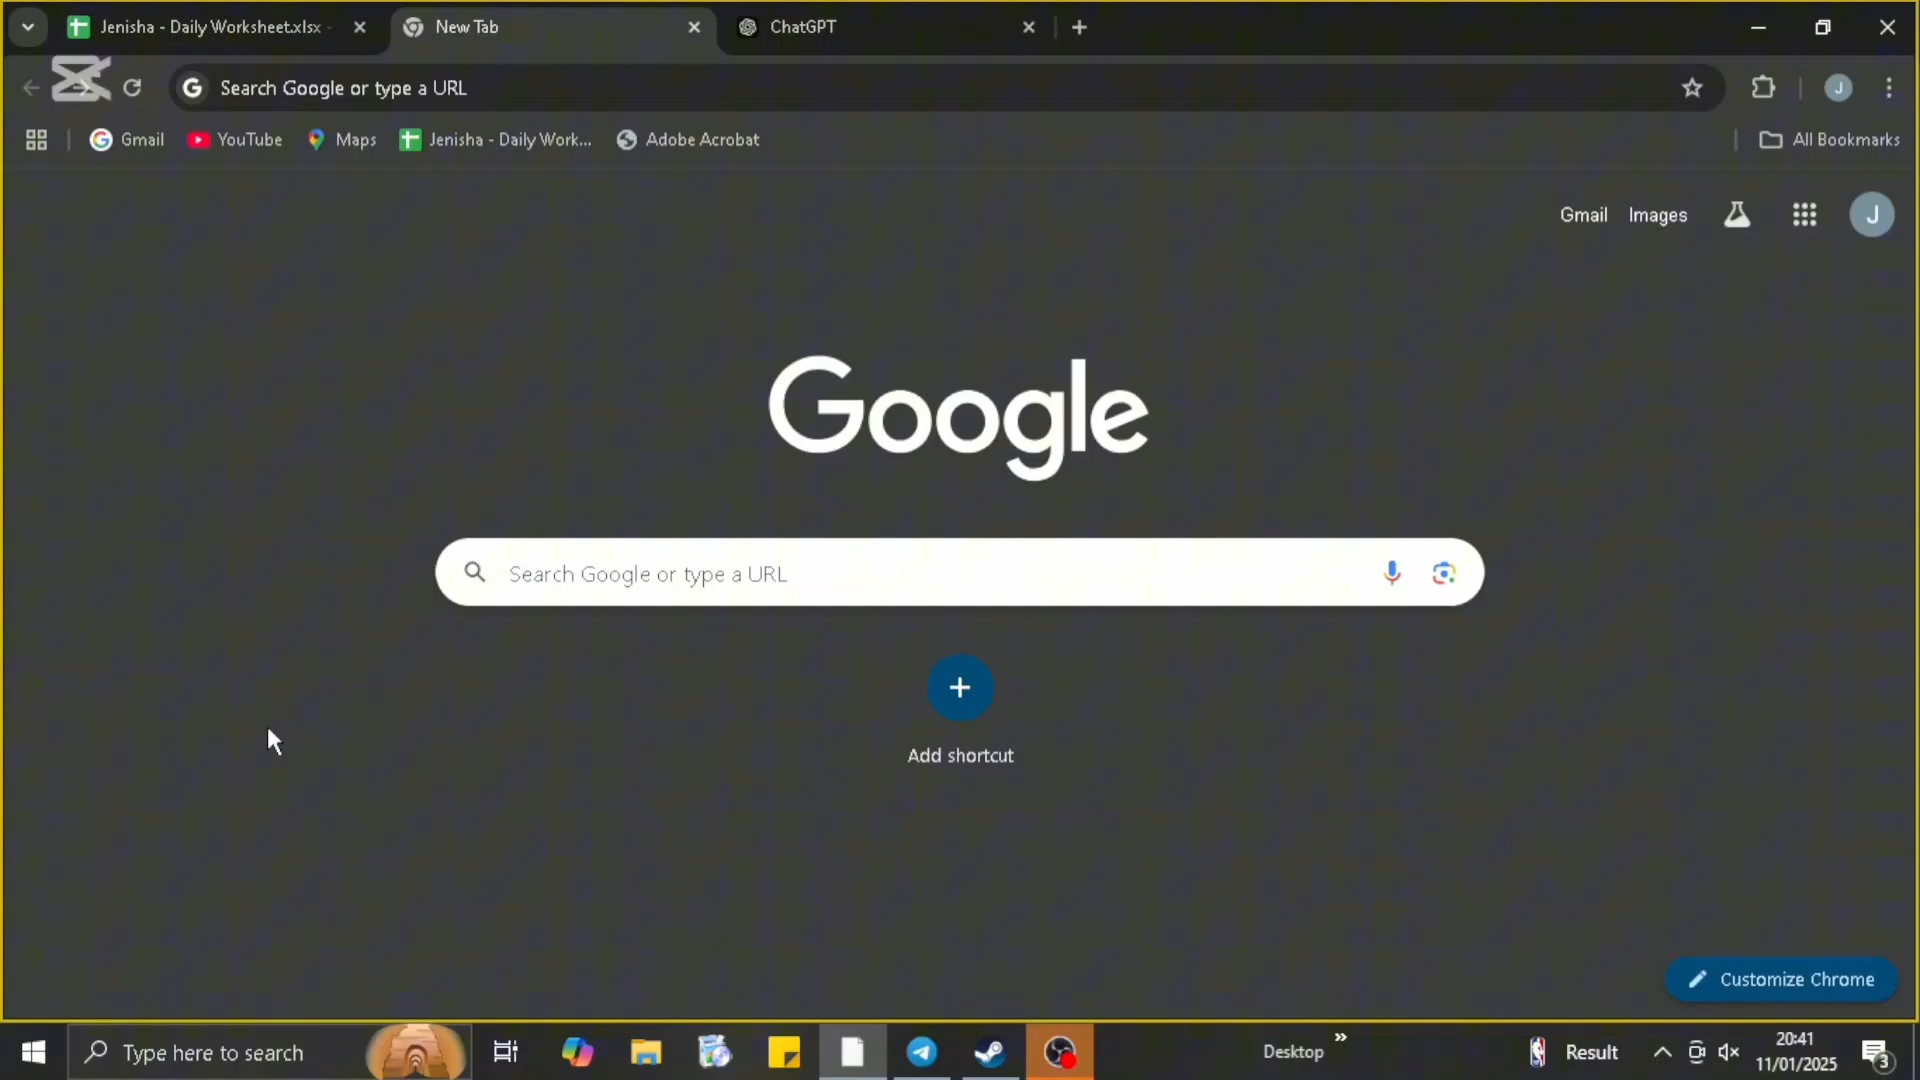 Jenisha - Daily Worksheet.xlsx -
New Tab
ChatGPT
Search Google or type a URL
J
Gmail
YouTube
Maps
Jenisha - Daily Work...
Adobe Acrobat
All Bookmarks
Gmail
Images
J
Google
Search Google or type a URL
Add shortcut
Customize Chrome
Type here to search
Desktop
Result
20:41
11/01/2025
3